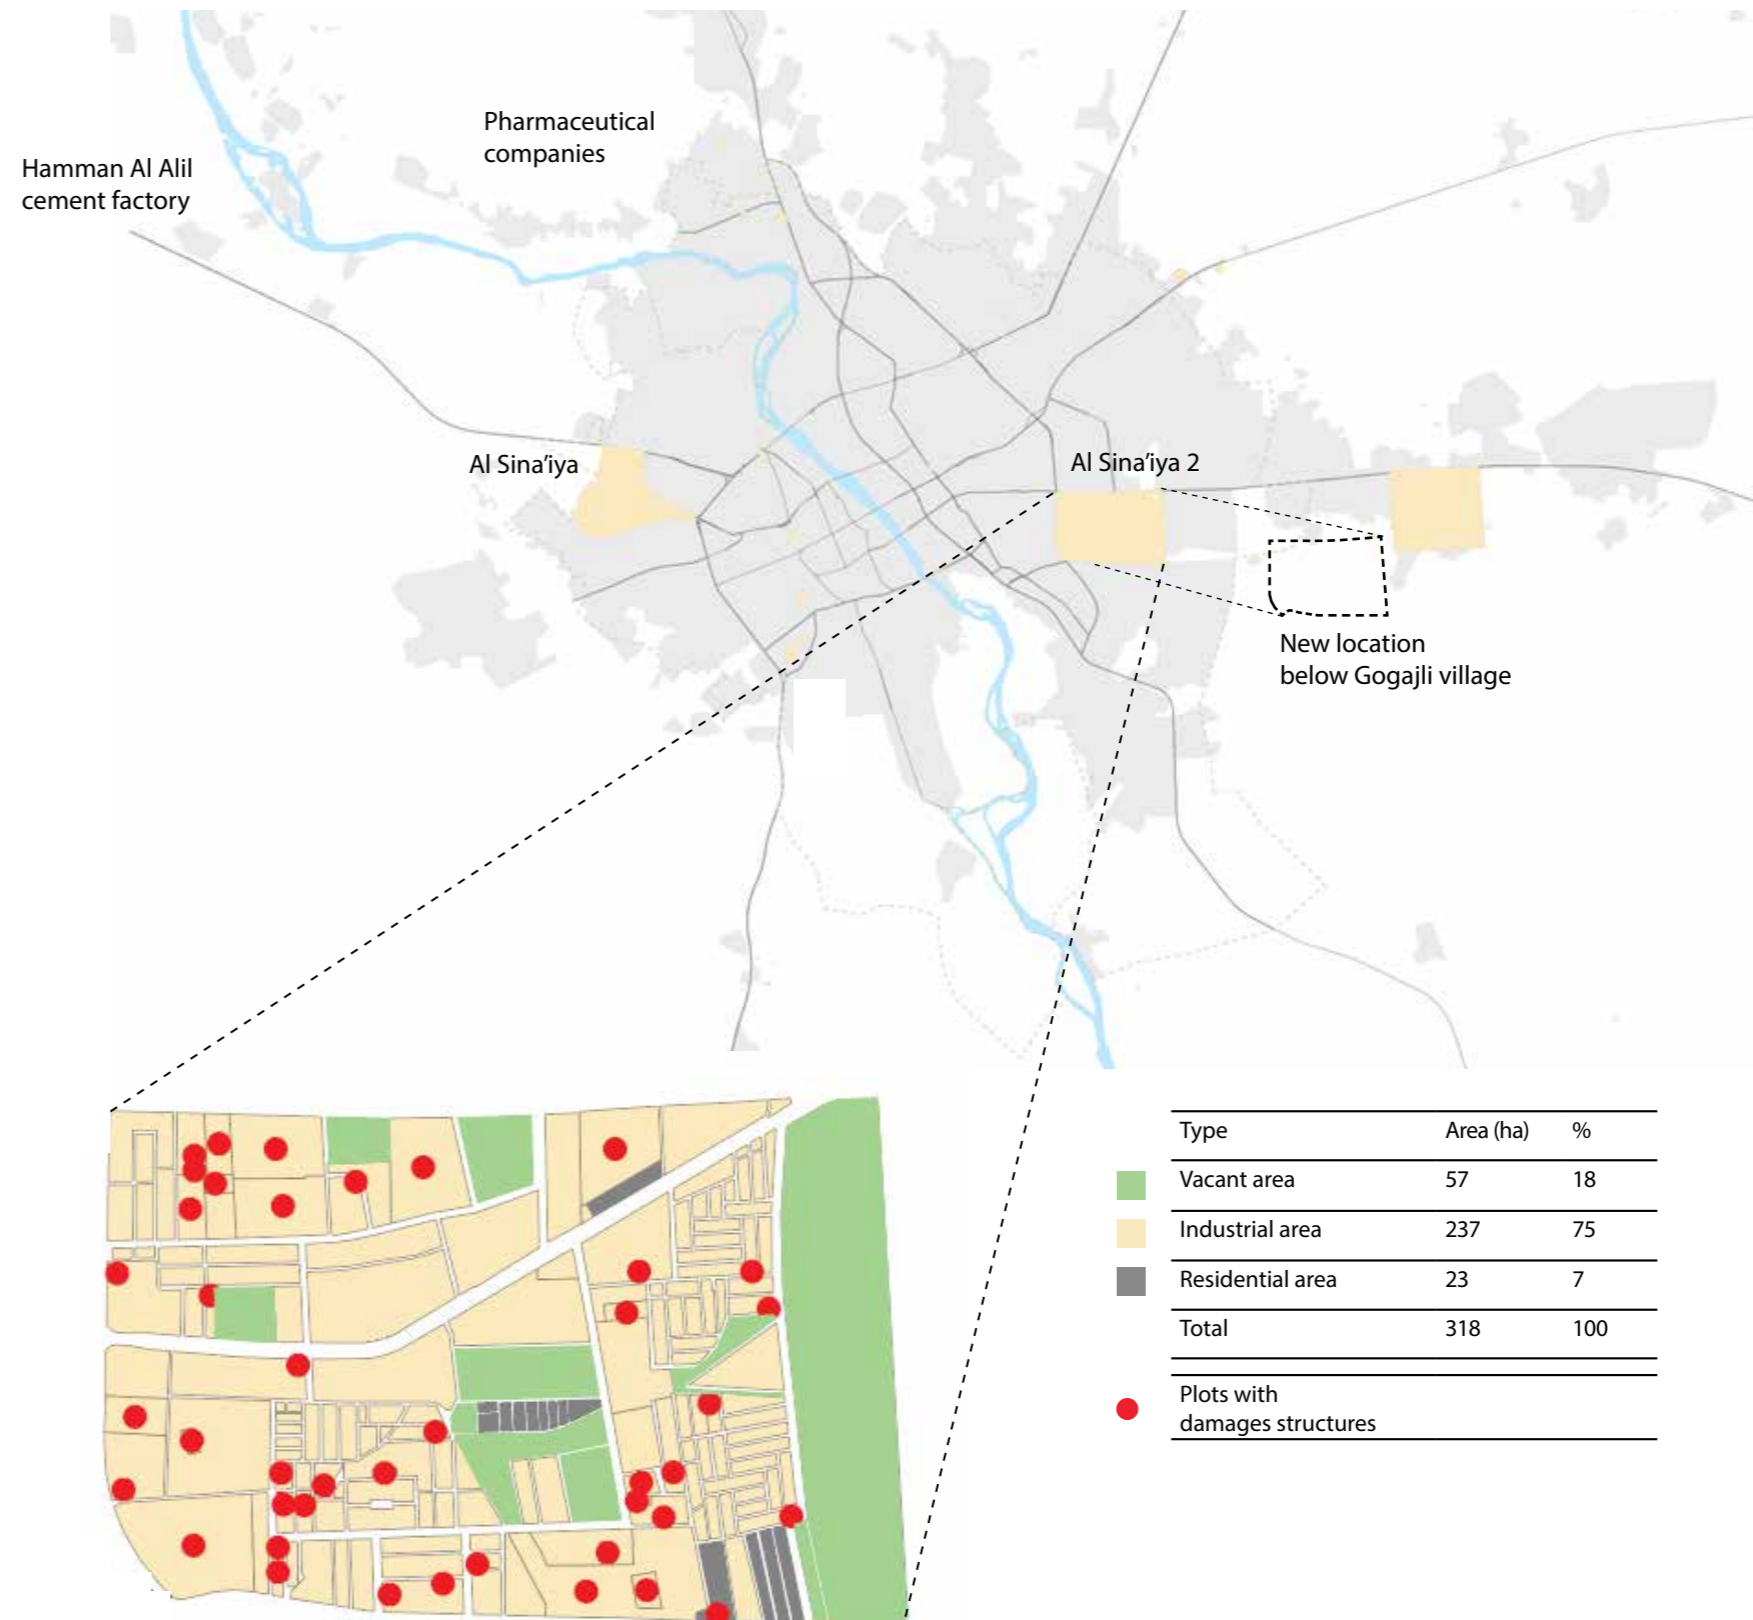 Pharmaceutical
companies
Hamman Al Alil
cement factory
Al Sina'iya
Al Sina'iya 2
New location
below Gogajli village
Type Area (ha) %
Vacant area 57 18
Industrial area 237 75
Residential area 23 7
Total 318 100
Plots with
damages structures